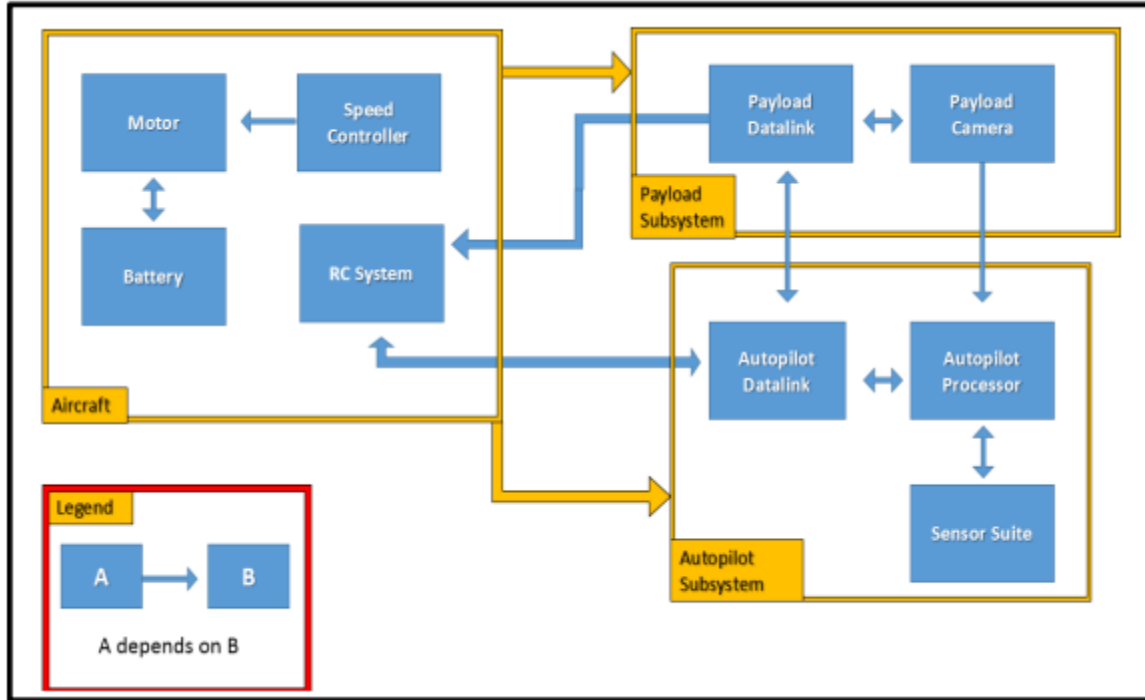 Motor
Speed
Controller
Battery
RC System
Aircraft
Payload
Datalink
Payload
Camera
Payload
Subsystem
Autopilot
Datalink
Autopilot
Processor
Sensor Suite
Autopilot
Subsystem
Legend
A
B
A depends on B